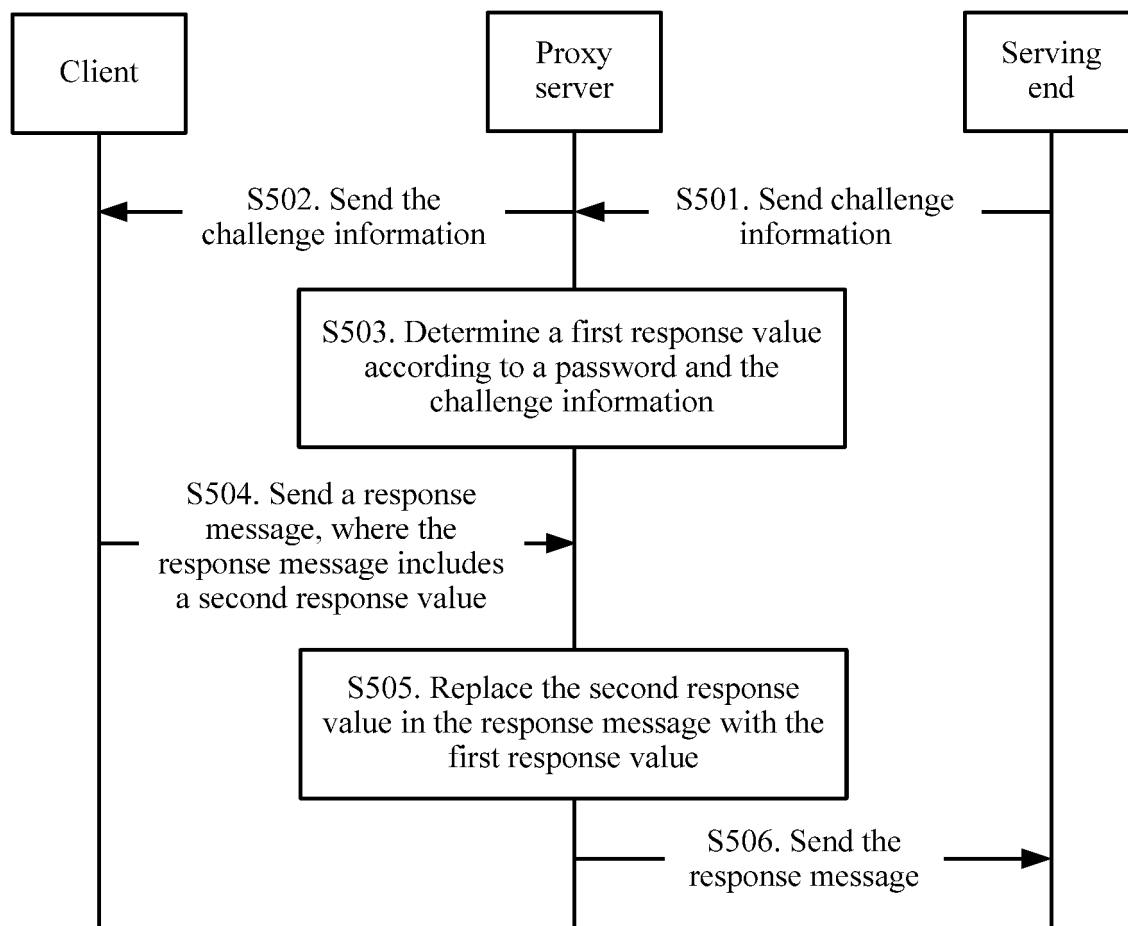 Client
Proxy
server
Serving
end
S502. Send the
challenge information
S501. Send challenge
information
S503. Determine a first response value
according to a password and the
challenge information
S504. Send a response
message, where the
response message includes
a second response value
S505. Replace the second response
value in the response message with the
first response value
S506. Send the
response message